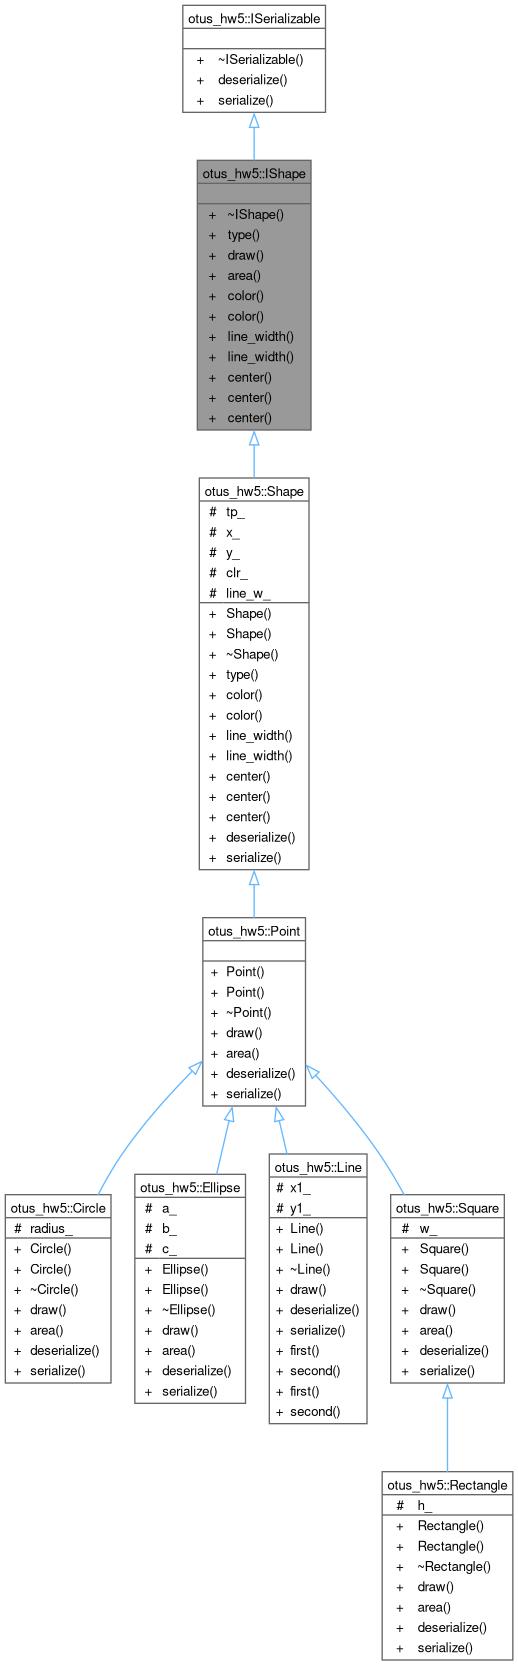 otus_hw5::ISerializable
+ ~ISerializable()
+ deserialize()
+ serialize()
otus_hw5::IShape
+ ~IShape()
+ type()
+ draw()
+ area()
+ color()
+ color()
+ line_width()
+ line_width()
+ center()
+ center()
+ center()
otus_hw5::Shape
# tp_
# x_
# y_
# clr_
# line_w_
+ Shape()
+ Shape()
+ ~Shape()
+ type()
+ color()
+ color()
+ line_width()
+ line_width()
+ center()
+ center()
+ center()
+ deserialize()
+ serialize()
otus_hw5::Point
+ Point()
+ Point()
+ ~Point()
+ draw()
+ area()
+ deserialize()
+ serialize()
otus_hw5::Circle
# radius_
+ Circle()
+ Circle()
+ ~Circle()
+ draw()
+ area()
+ deserialize()
+ serialize()
otus_hw5::Ellipse
# a_
# b_
# c_
+ Ellipse()
+ Ellipse()
+ ~Ellipse()
+ draw()
+ area()
+ deserialize()
+ serialize()
otus_hw5::Line
# x1_
# y1_
+ Line()
+ Line()
+ ~Line()
+ draw()
+ deserialize()
+ serialize()
+ first()
+ second()
+ first()
+ second()
otus_hw5::Square
# w_
+ Square()
+ Square()
+ ~Square()
+ draw()
+ area()
+ deserialize()
+ serialize()
otus_hw5::Rectangle
# h_
+ Rectangle()
+ Rectangle()
+ ~Rectangle()
+ draw()
+ area()
+ deserialize()
+ serialize()